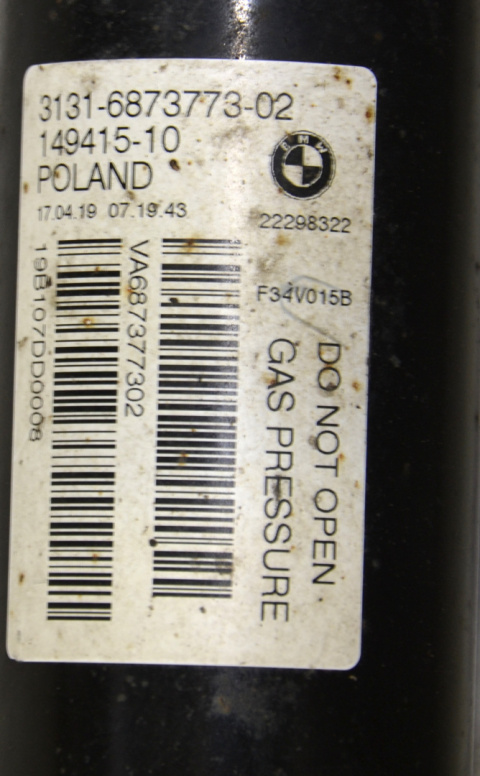 3131-6873773-02
149415-10
POLAND
17.04.19 07.19.43
BMW
22298322
F34V015B
DO NOT OPEN
GAS PRESSURE
VA687377302
19B107DD0008